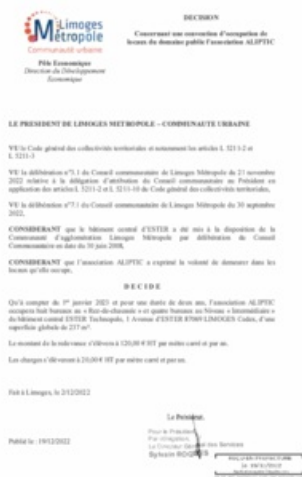 Limoges
Métropole
Communauté urbaine
Pôle Economique
Direction du Développement
Economique
DECISION
Concernant une convention d'occupation de
locaux du domaine public l'association ALIPTIC
LE PRESIDENT DE LIMOGES METROPOLE – COMMUNAUTE URBAINE
VU le Code général des collectivités territoriales et notamment les articles L 5211-2 et
L 5211-3
VU la délibération n°3.1 du Conseil communautaire de Limoges Métropole du 21 novembre
2022 relative à la délégation d'attribution du Conseil communautaire au Président en
application des articles L 5211-2 et L 5211-10 du Code général des collectivités territoriales,
VU la délibération n°7.1 du Conseil communautaire de Limoges Métropole du 30 septembre
2022,
CONSIDERANT que le bâtiment central d'ESTER a été mis à la disposition de la
Communauté d'agglomération Limoges Métropole par délibération de Conseil
Communautaire en date du 30 juin 2008,
CONSIDERANT que l'association ALIPTIC a exprimé la volonté de demeurer dans les
locaux qu'elle occupe,
D E C I D E
Qu'à compter du 1er janvier 2023 et pour une durée de deux ans, l'association ALIPTIC
occupera huit bureaux au « Rez-de-chaussée » et quatre bureaux au Niveau « Intermédiaire »
du bâtiment central ESTER Technopole, 1 Avenue d'ESTER 87069 LIMOGES Cedex, d'une
superficie globale de 237 m².
Le montant de la redevance s'élèvera à 120,00 € HT par mètre carré et par an.
Les charges s'élèveront à 20,00 € HT par mètre carré et par an.
Fait à Limoges, le 2/12/2022
Le Président,
Pour le Président
Par délégation,
Le Directeur Général des Services
Sylvain ROQUES
Publié le : 19/12/2022